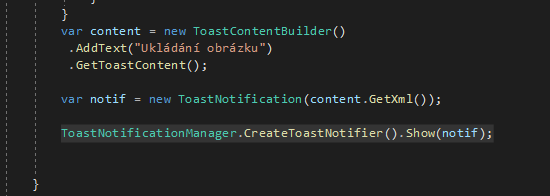 }
var content = new ToastContentBuilder()
.AddText("Ukládání obrázku")
.GetToastContent();
var notif = new ToastNotification(content.GetXml());
ToastNotificationManager.CreateToastNotifier().Show(notif);
}